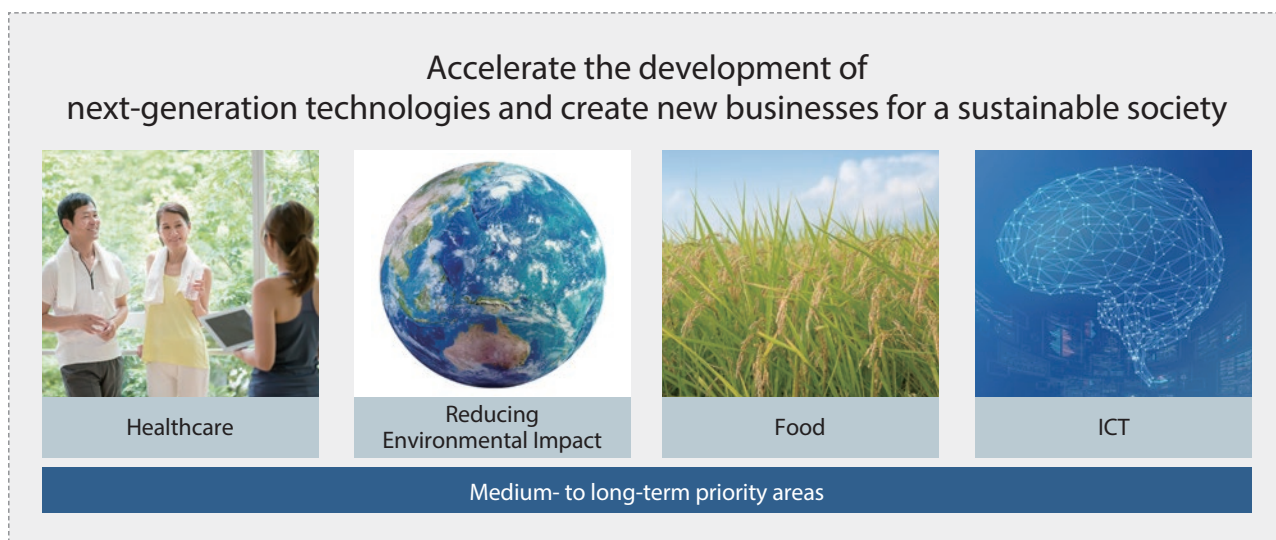 Accelerate the development of
next-generation technologies and create new businesses for a sustainable society
Healthcare
Reducing
Environmental Impact
Food
ICT
Medium- to long-term priority areas